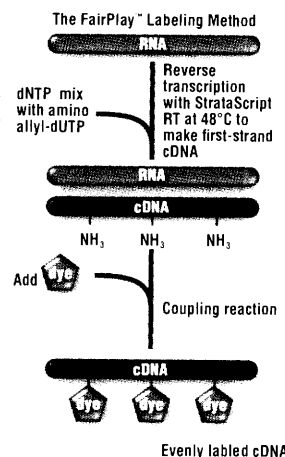 The FairPlay™ Labeling Method
RNA
dNTP mix
with amino
allyl-dUTP
Reverse
transcription
with StrataScript
RT at 48°C to
make first-strand
cDNA
RNA
cDNA
NH3 NH3 NH3
Add dye
Coupling reaction
cDNA
dye dye dye
Evenly labled cDNA